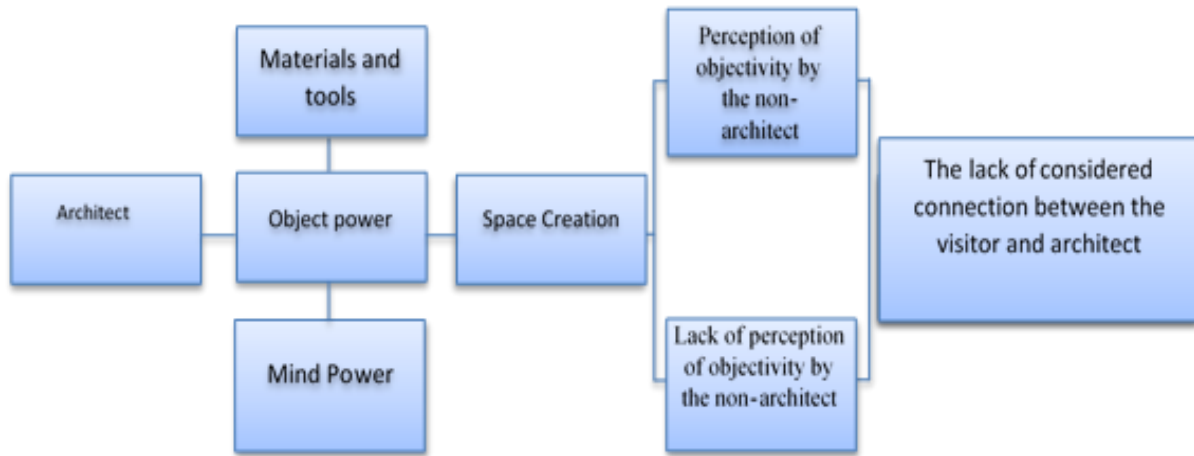 Materials and
tools
Architect
Object power
Mind Power
Space Creation
Perception of
objectivity by
the non-
architect
Lack of perception
of objectivity by
the non-architect
The lack of considered
connection between the
visitor and architect